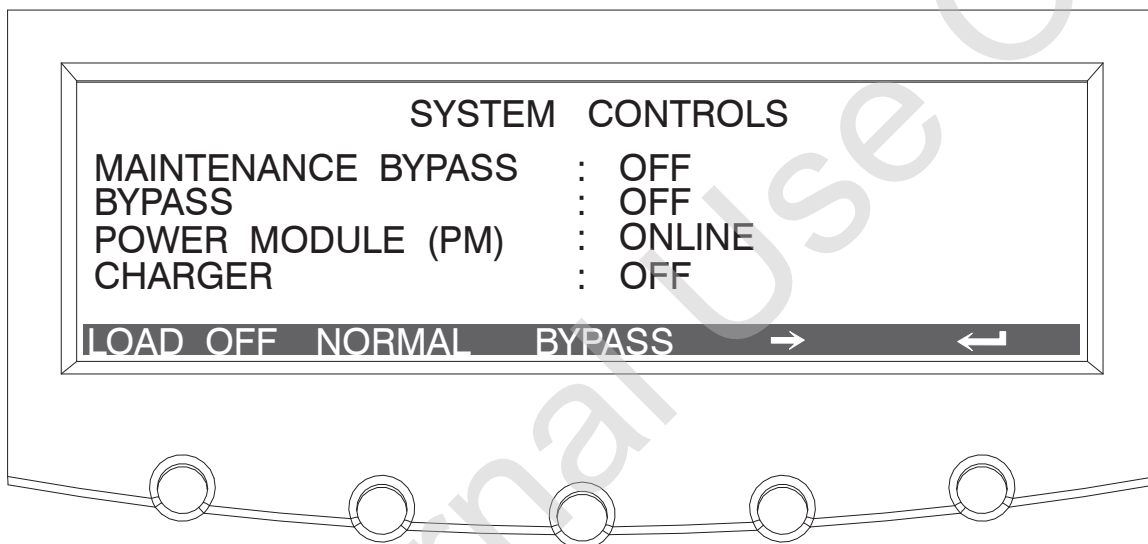 SYSTEM CONTROLS
MAINTENANCE BYPASS : OFF
BYPASS : OFF
POWER MODULE (PM) : ONLINE
CHARGER : OFF
LOAD OFF NORMAL BYPASS → ↵